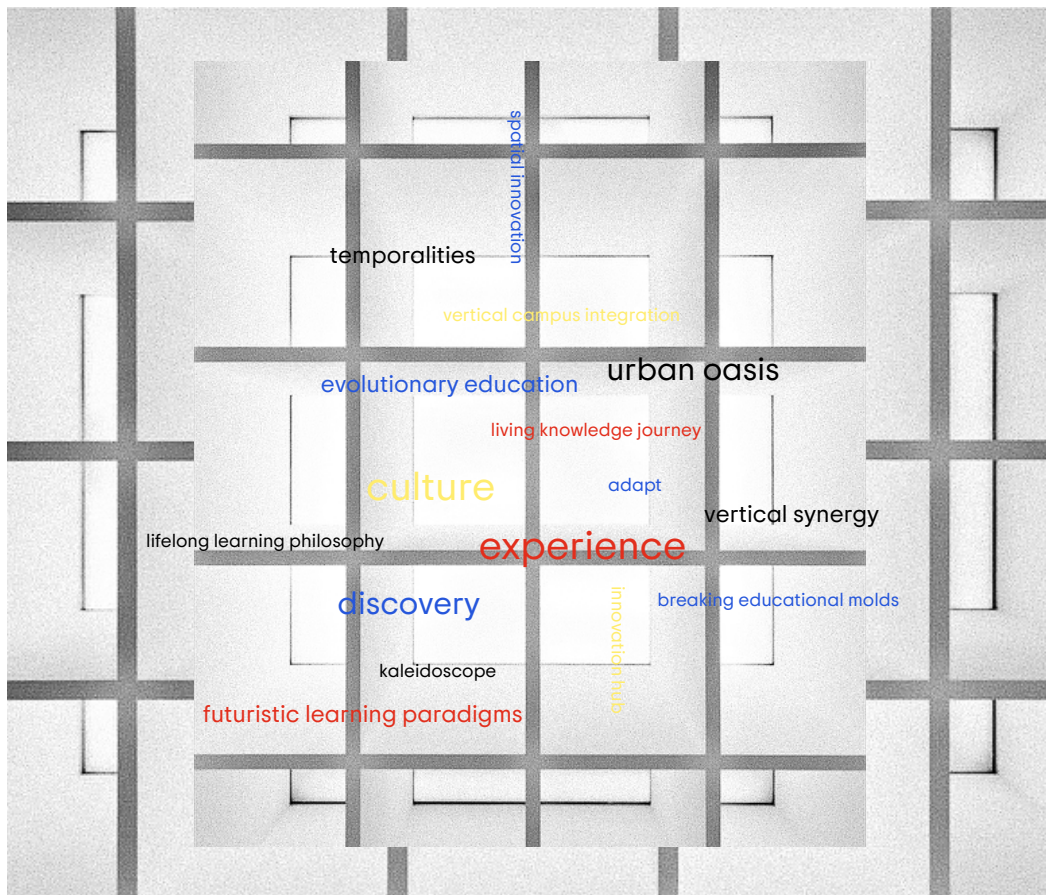 spatial innovation
temporalities
vertical campus integration
urban oasis
evolutionary education
living knowledge journey
culture
adapt
vertical synergy
lifelong learning philosophy
experience
discovery
breaking educational molds
innovation hub
kaleidoscope
futuristic learning paradigms